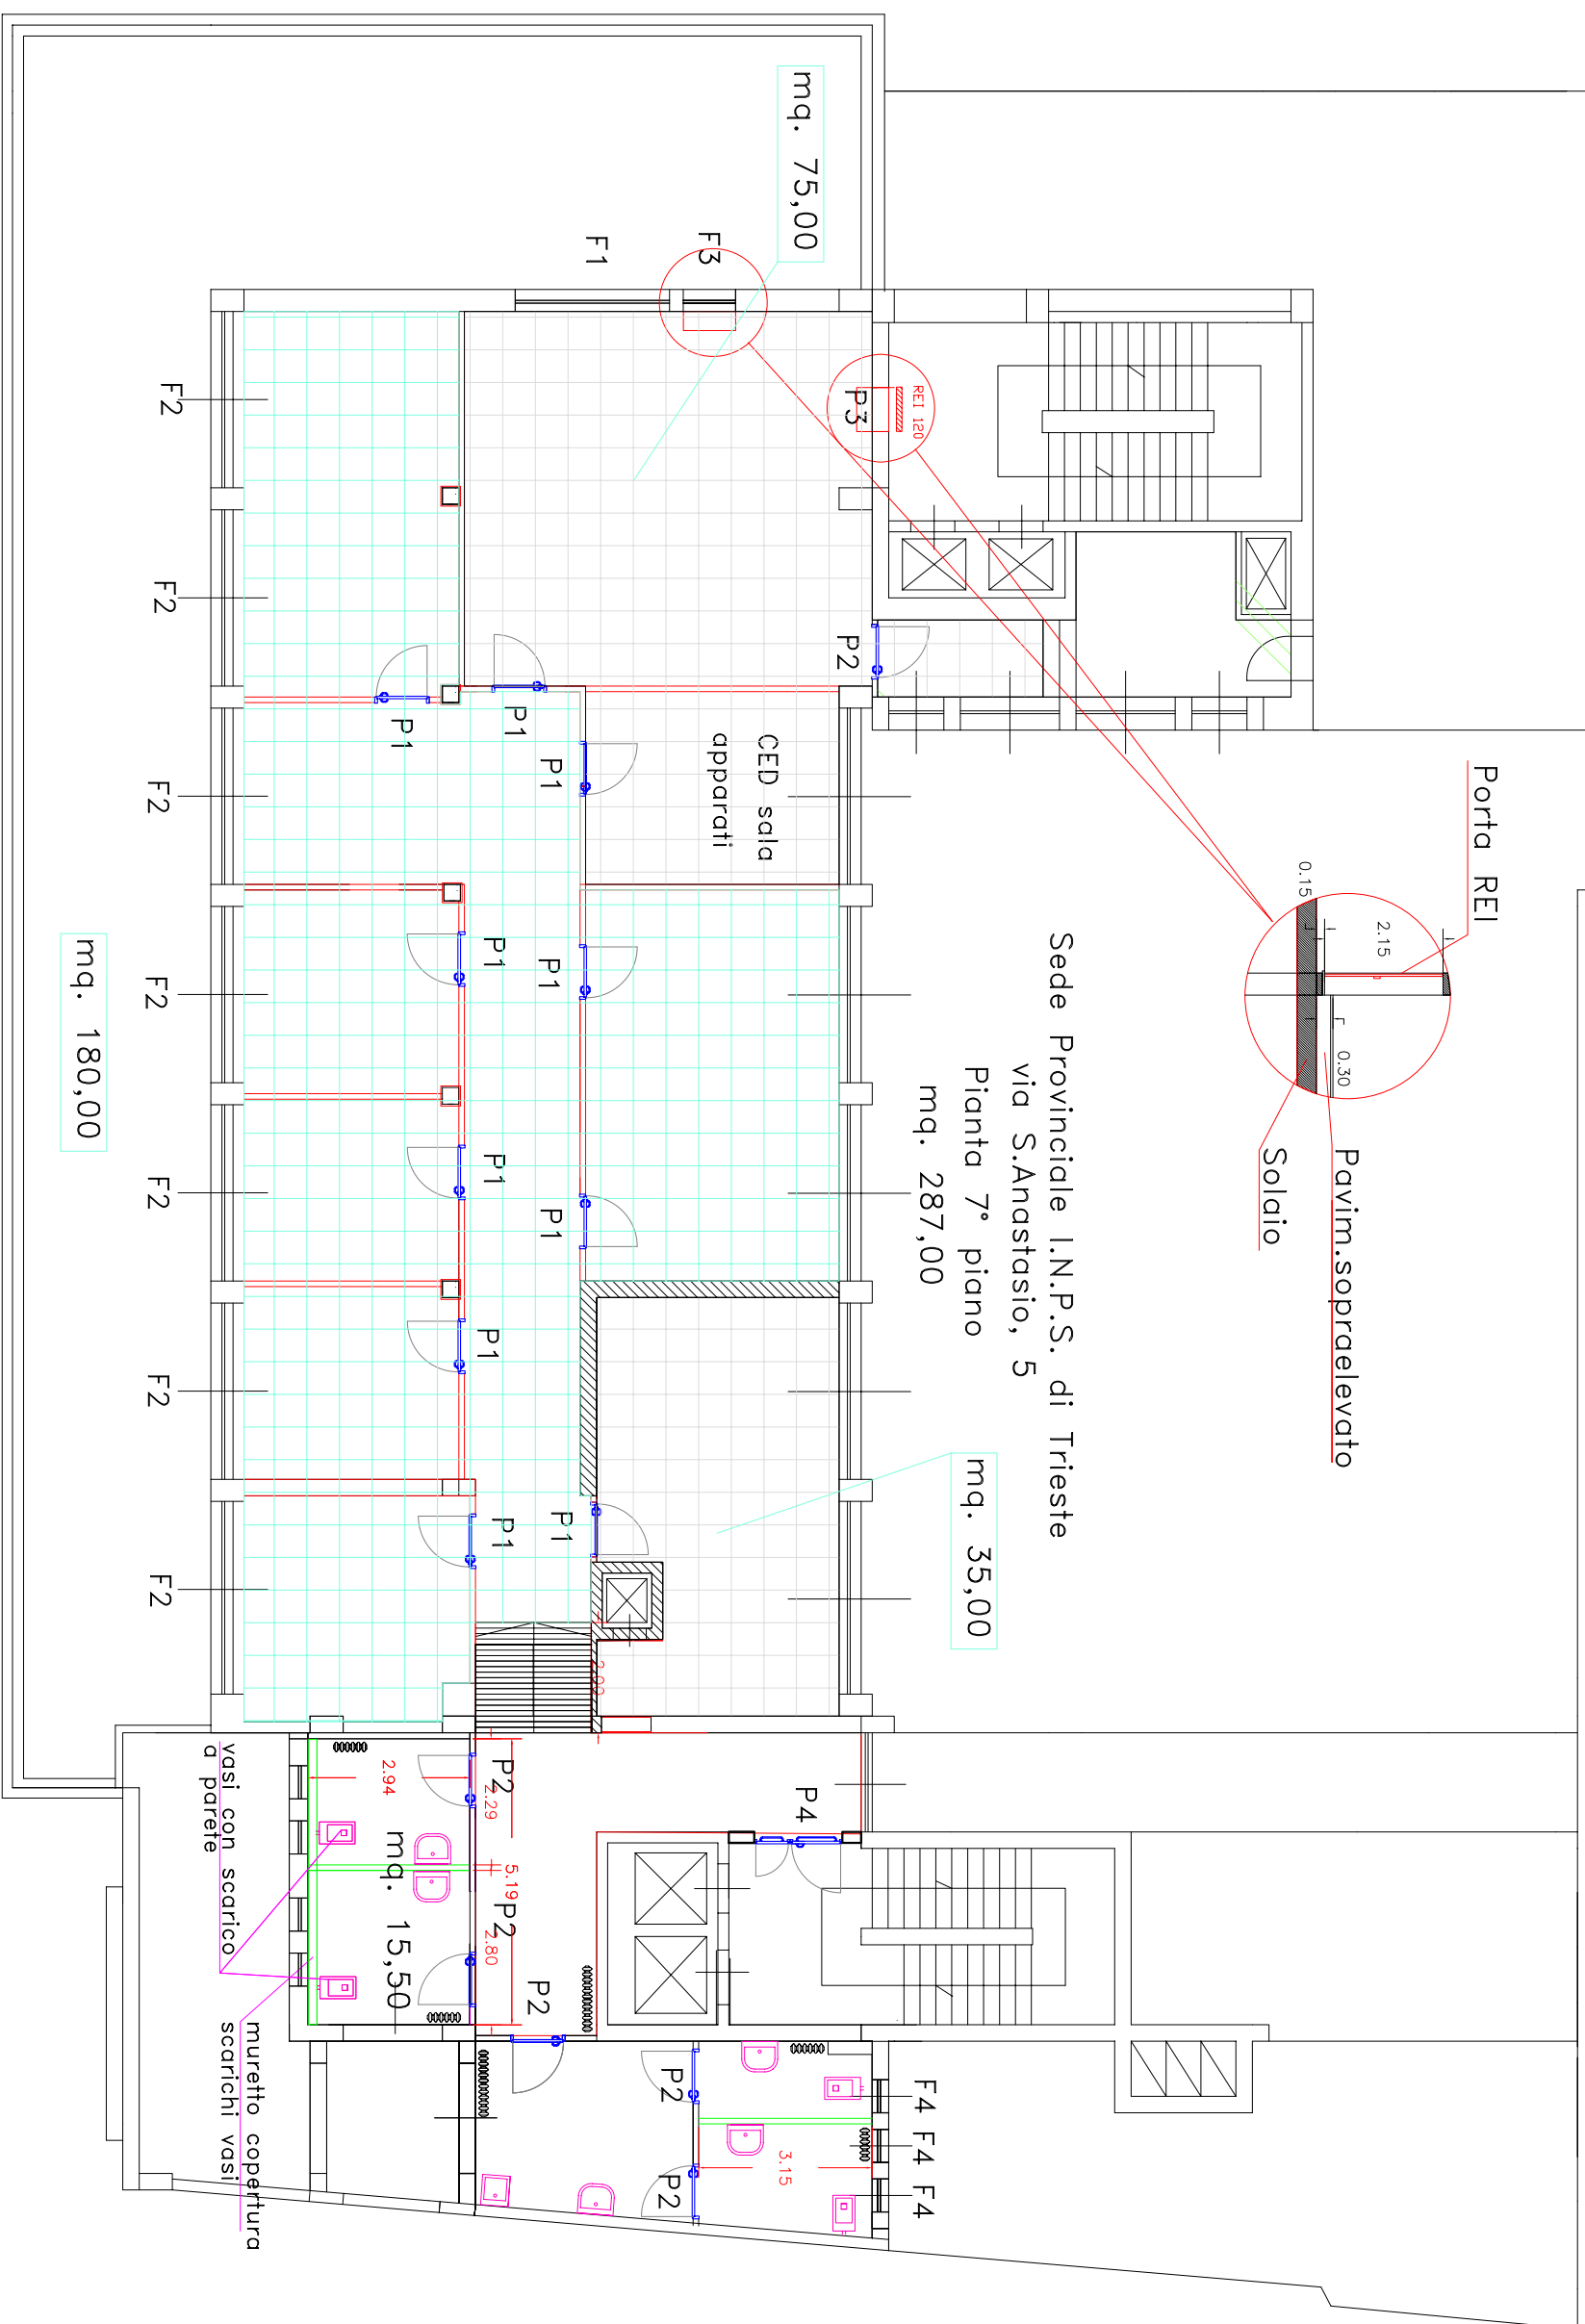 Porta REI
0.15
2.15
0.30
Pavim.sopraelevato
Solaio
Sede Provinciale I.N.P.S. di Trieste
via S.Anastasio, 5
Pianta 7° piano
mq. 287,00
mq. 35,00
mq. 75,00
F3
F1
REI 120
P3
P2
CED sala
apparati
P1
P1
P1
P1
P1
P1
P1
P1
P1
P1
F2
F2
F2
F2
F2
F2
F2
mq. 180,00
P4
P2
2.29
5.19
P2
2.80
P2
2.94
mq. 15,50
vasi con scarico
a parete
muretto copertura
scarichi vasi
F4
F4
F4
P2
P2
3.15